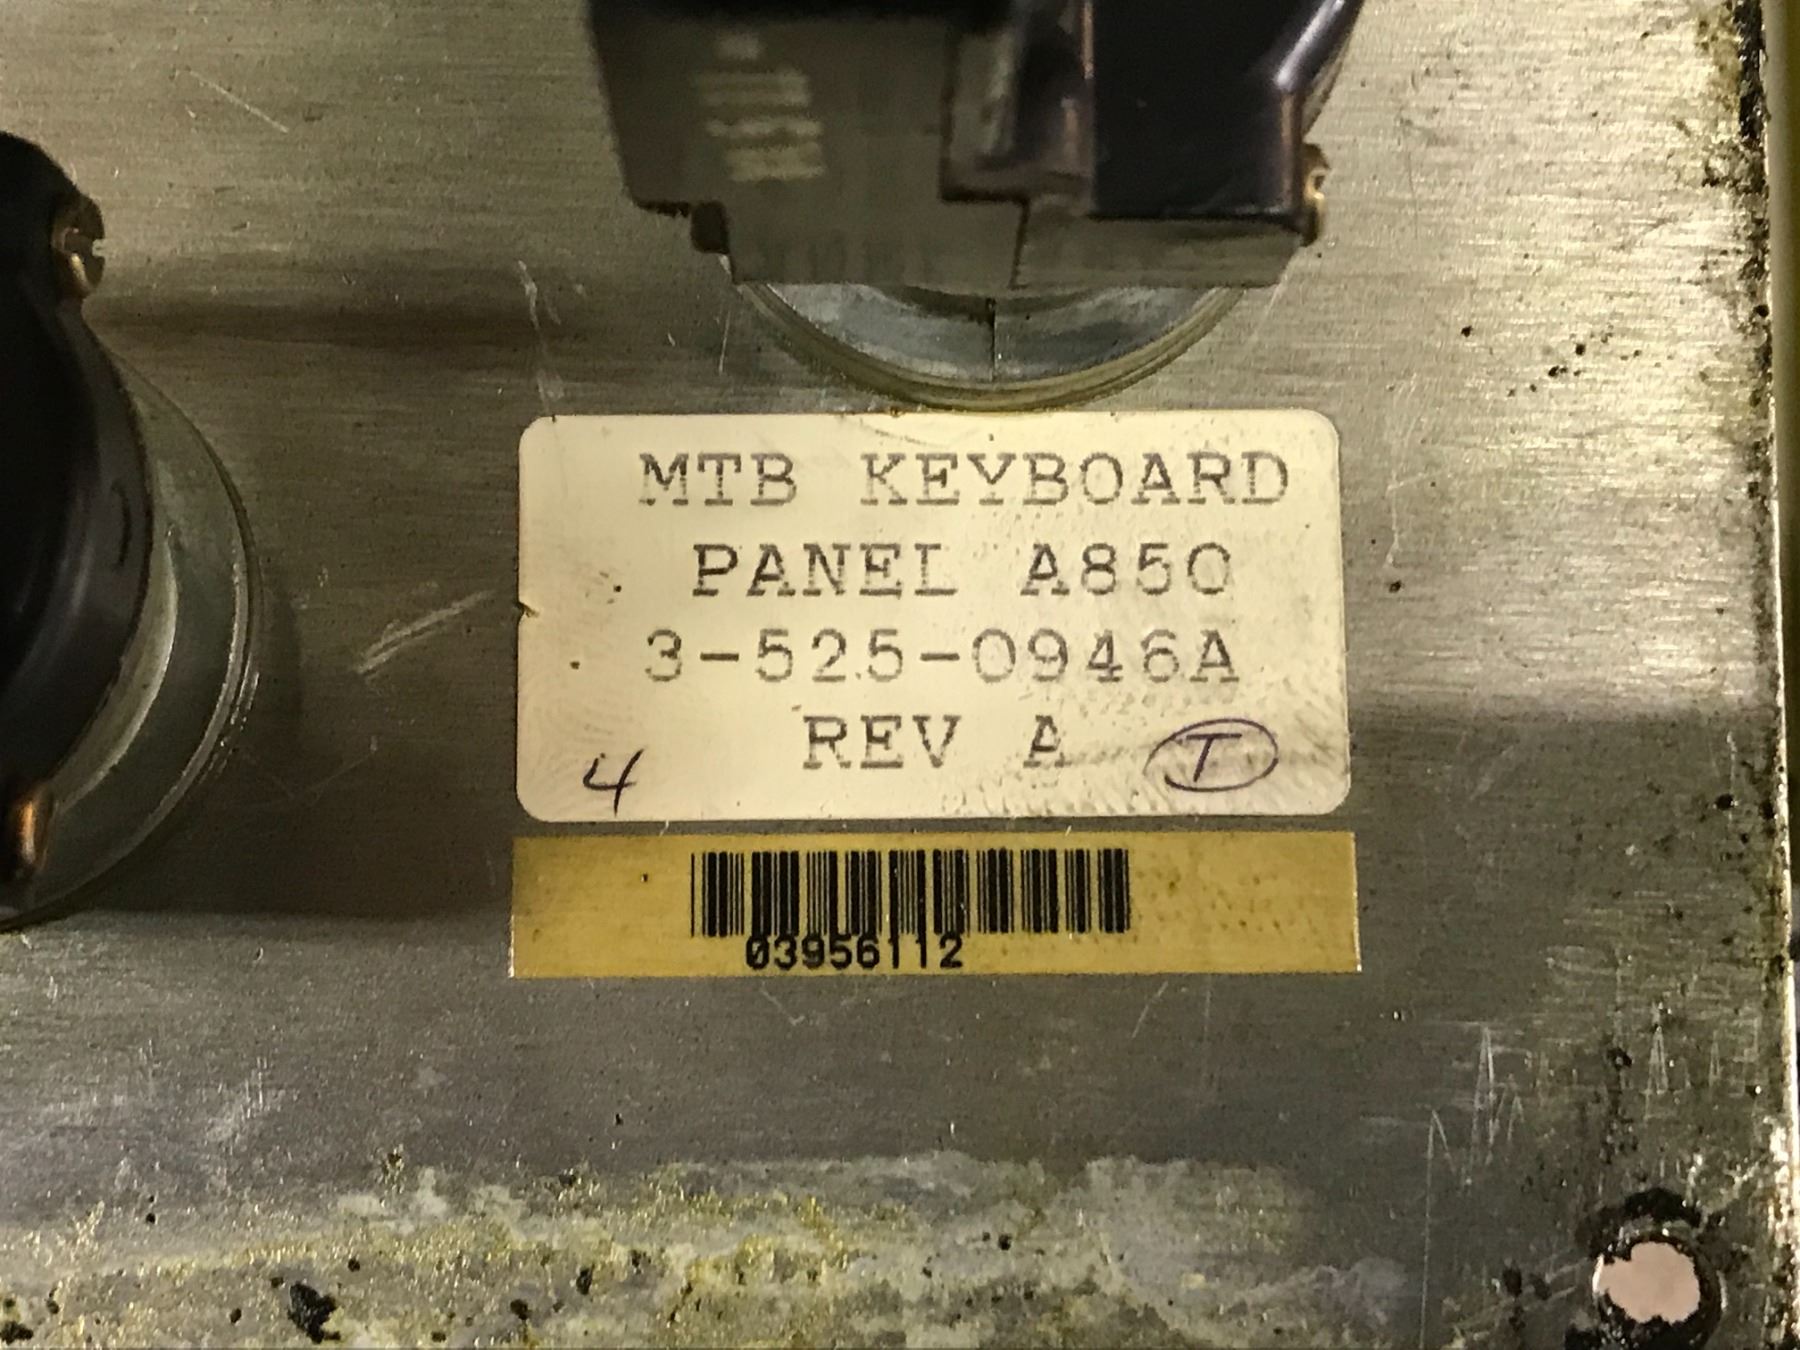 MTB KEYBOARD
PANEL A850
3-525-0946A
REV A
4
T
03956112